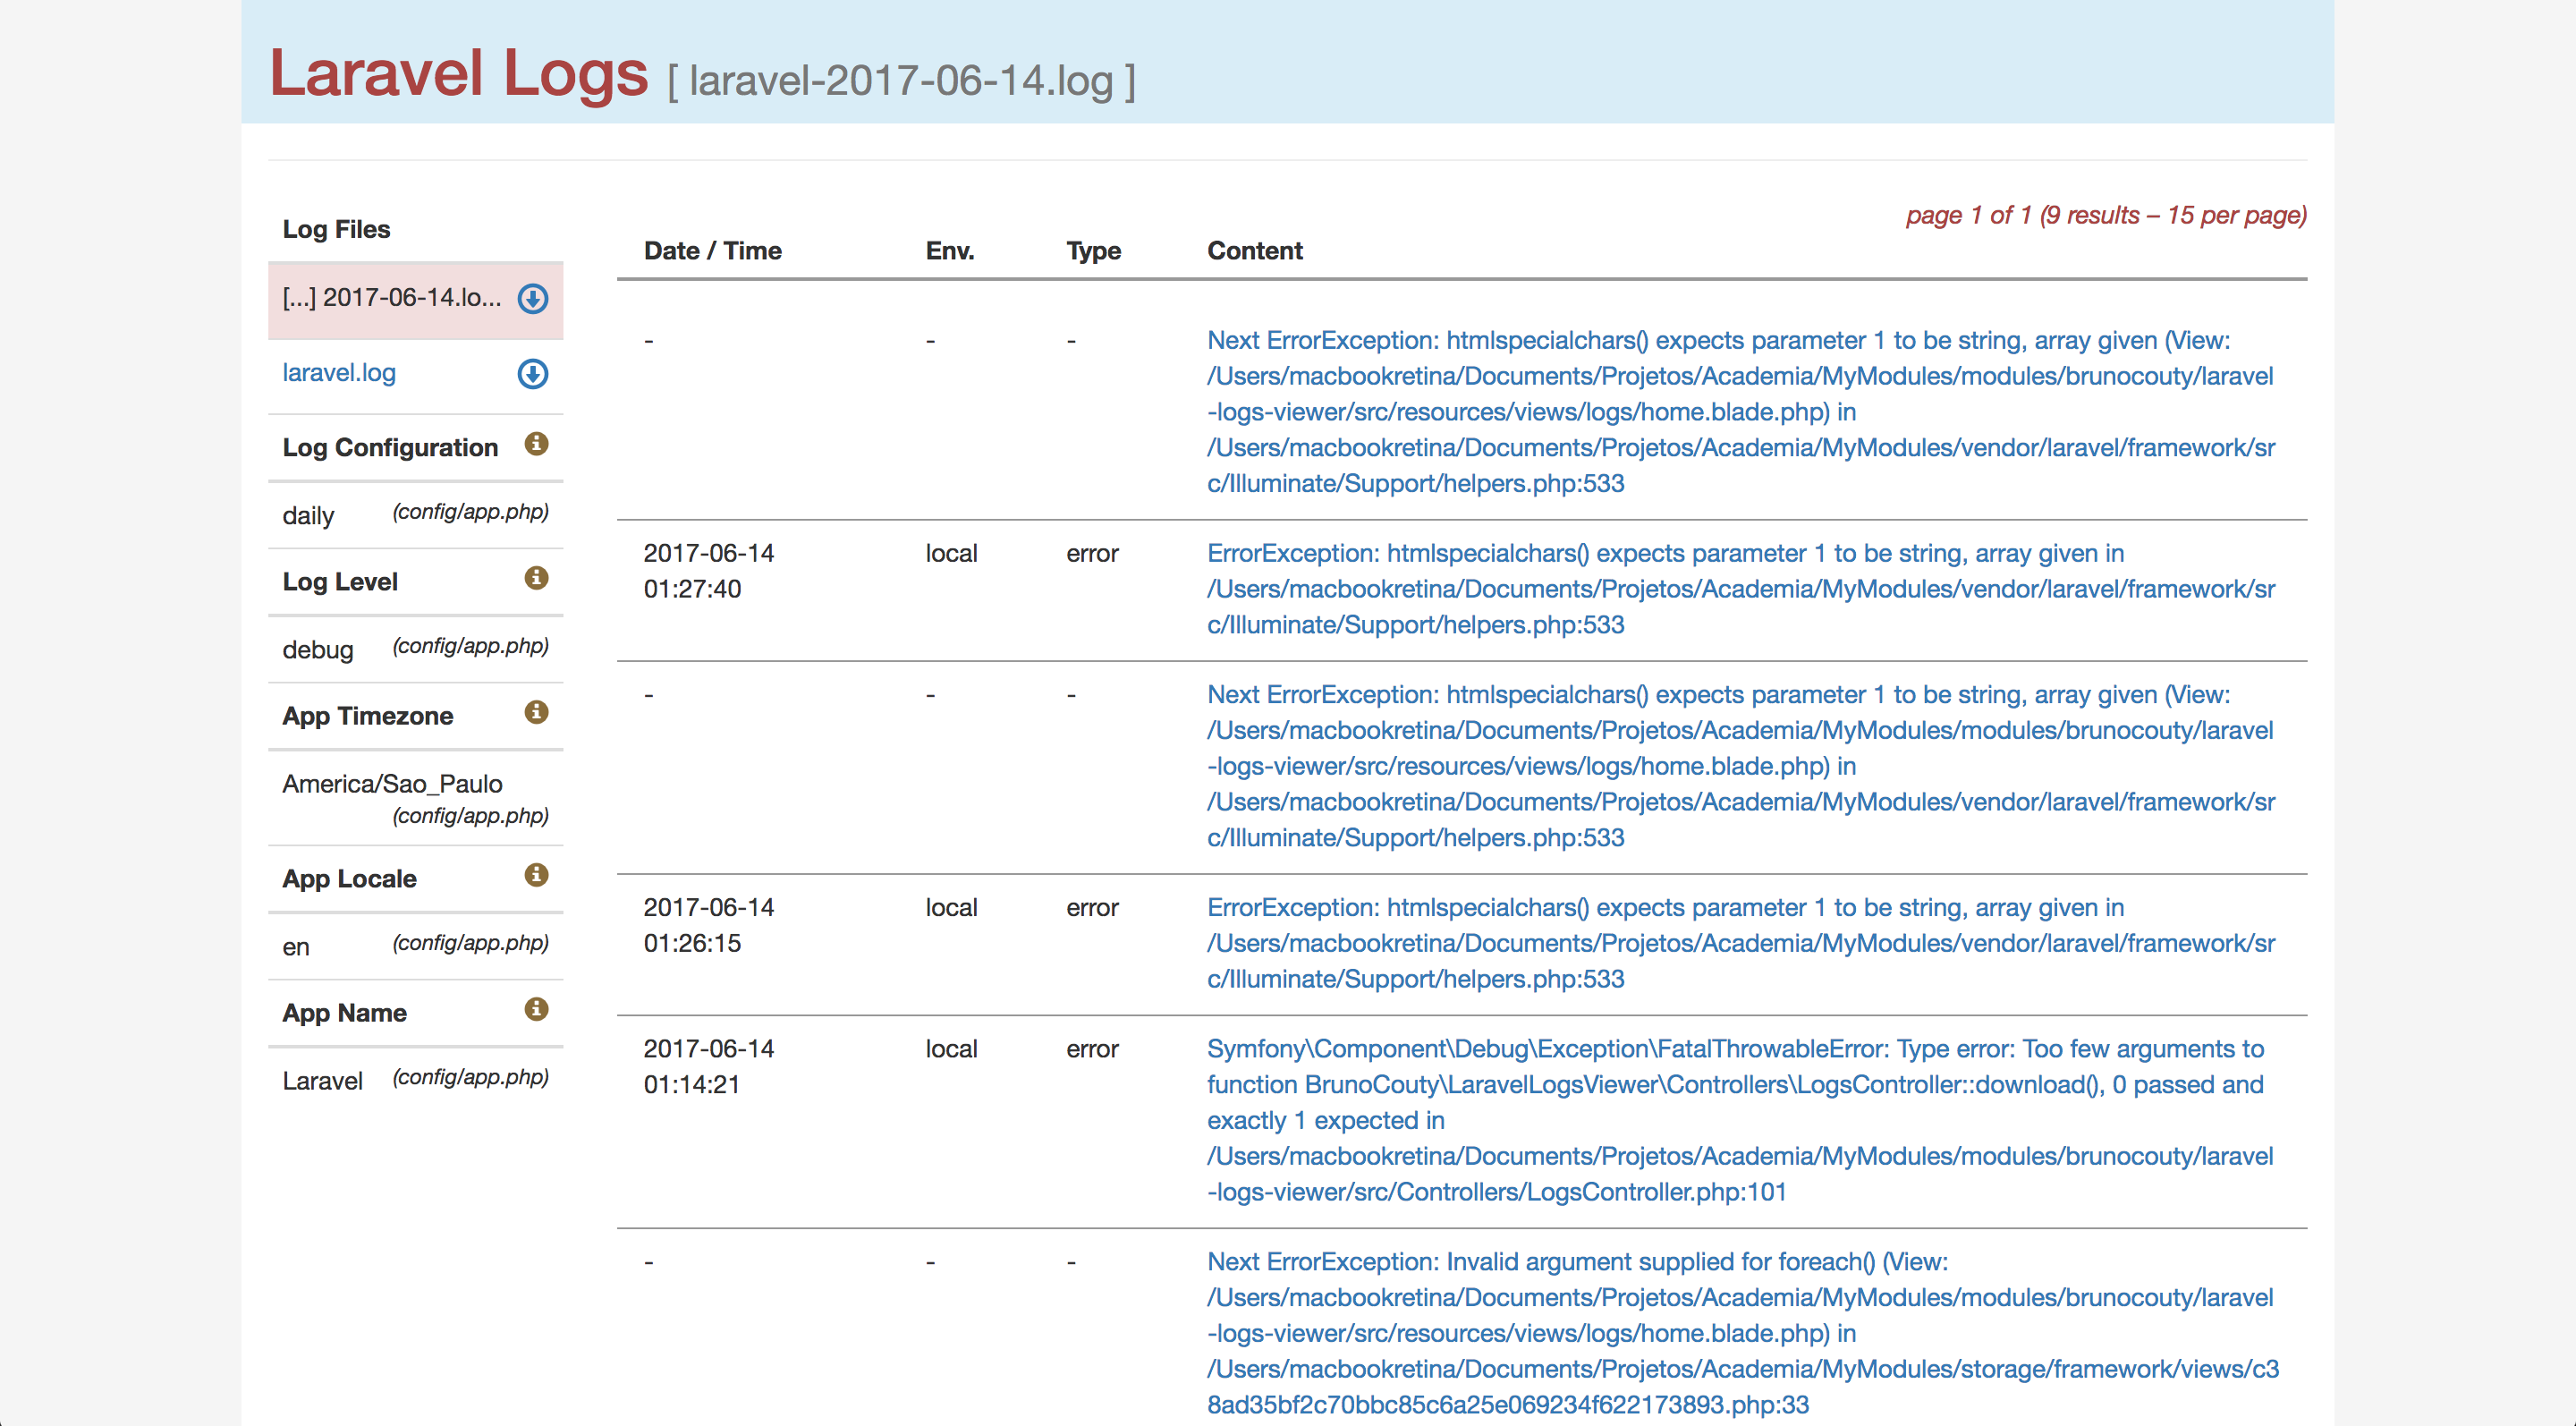 Laravel Logs [ laravel-2017-06-14.log ]
Log Files
[...] 2017-06-14.lo...
laravel.log
Log Configuration
daily (config/app.php)
Log Level
debug (config/app.php)
App Timezone
America/Sao_Paulo
(config/app.php)
App Locale
en (config/app.php)
App Name
Laravel (config/app.php)
page 1 of 1 (9 results – 15 per page)
Date / Time Env. Type Content
- - - Next ErrorException: htmlspecialchars() expects parameter 1 to be string, array given (View:
/Users/macbookretina/Documents/Projetos/Academia/MyModules/modules/brunocouty/laravel
-logs-viewer/src/resources/views/logs/home.blade.php) in
/Users/macbookretina/Documents/Projetos/Academia/MyModules/vendor/laravel/framework/sr
c/Illuminate/Support/helpers.php:533
2017-06-14 local error ErrorException: htmlspecialchars() expects parameter 1 to be string, array given in
01:27:40 /Users/macbookretina/Documents/Projetos/Academia/MyModules/vendor/laravel/framework/sr
c/Illuminate/Support/helpers.php:533
- - - Next ErrorException: htmlspecialchars() expects parameter 1 to be string, array given (View:
/Users/macbookretina/Documents/Projetos/Academia/MyModules/modules/brunocouty/laravel
-logs-viewer/src/resources/views/logs/home.blade.php) in
/Users/macbookretina/Documents/Projetos/Academia/MyModules/vendor/laravel/framework/sr
c/Illuminate/Support/helpers.php:533
2017-06-14 local error ErrorException: htmlspecialchars() expects parameter 1 to be string, array given in
01:26:15 /Users/macbookretina/Documents/Projetos/Academia/MyModules/vendor/laravel/framework/sr
c/Illuminate/Support/helpers.php:533
2017-06-14 local error Symfony\Component\Debug\Exception\FatalThrowableError: Type error: Too few arguments to
01:14:21 function BrunoCouty\LaravelLogsViewer\Controllers\LogsController::download(), 0 passed and
exactly 1 expected in
/Users/macbookretina/Documents/Projetos/Academia/MyModules/modules/brunocouty/laravel
-logs-viewer/src/Controllers/LogsController.php:101
- - - Next ErrorException: Invalid argument supplied for foreach() (View:
/Users/macbookretina/Documents/Projetos/Academia/MyModules/modules/brunocouty/laravel
-logs-viewer/src/resources/views/logs/home.blade.php) in
/Users/macbookretina/Documents/Projetos/Academia/MyModules/storage/framework/views/c3
8ad35bf2c70bbc85c6a25e069234f622173893.php:33